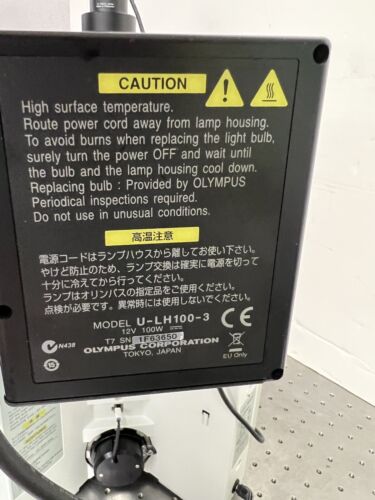 CAUTION
High surface temperature.
Route power cord away from lamp housing.
To avoid burns when replacing the light bulb,
surely turn the power OFF and wait until
the bulb and the lamp housing cool down.
Replacing bulb : Provided by OLYMPUS
Periodical inspections required.
Do not use in unusual conditions.
高温注意
電源コードはランプハウスから離してお使い下さい。
やけど防止のため、ランプ交換は確実に電源を切って
十分に冷えてから行って下さい。
ランプはオリンパスの指定品をご使用ください。
点検が必要です。異常時には使用しないでください。
MODEL U-LH100-3
12V 100W
N438
T7 SN 1F63650
OLYMPUS CORPORATION
TOKYO, JAPAN
15
CE
EU Only